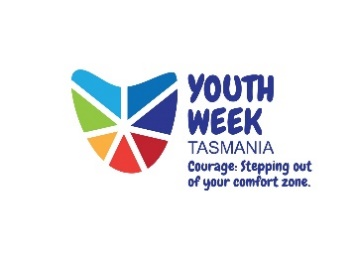 YOUTH
WEEK
TASMANIA
Courage: Stepping out
of your comfort zone.